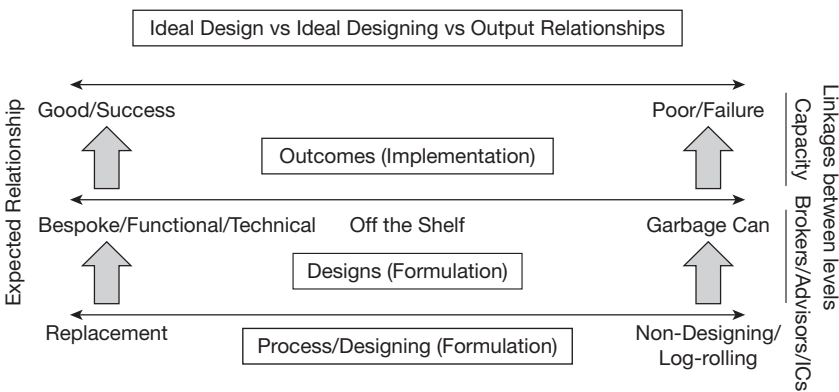 Ideal Design vs Ideal Designing vs Output Relationships
Expected Relationship
Good/Success
Poor/Failure
Outcomes (Implementation)
Bespoke/Functional/Technical
Off the Shelf
Garbage Can
Designs (Formulation)
Replacement
Non-Designing/
Log-rolling
Process/Designing (Formulation)
Capacity
Brokers/Advisors/ICs
Linkages between levels